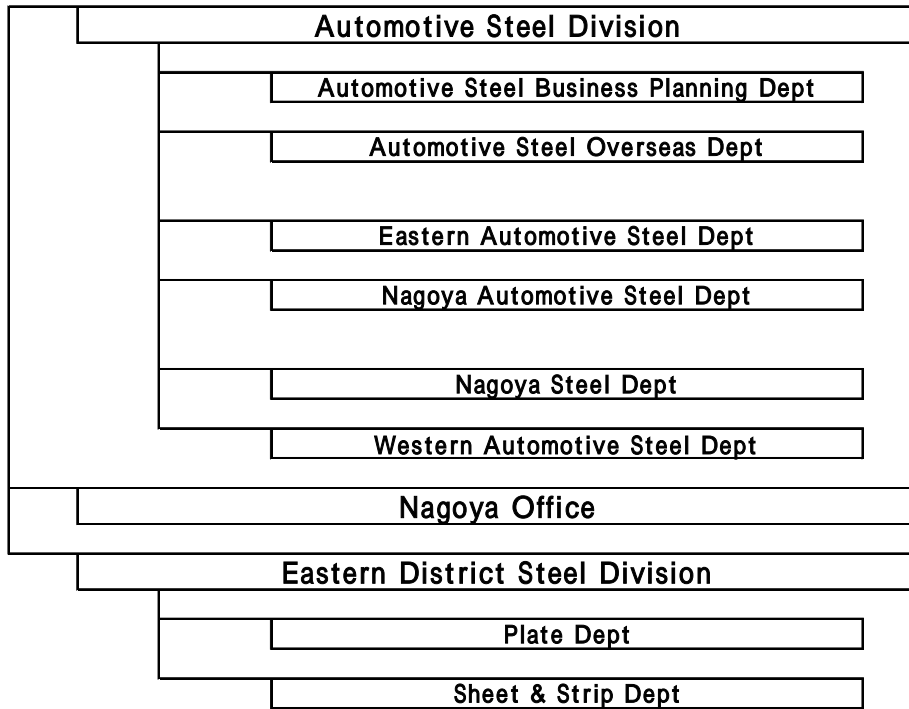 Automotive Steel Division
Automotive Steel Business Planning Dept
Automotive Steel Overseas Dept
Eastern Automotive Steel Dept
Nagoya Automotive Steel Dept
Nagoya Steel Dept
Western Automotive Steel Dept
Nagoya Office
Eastern District Steel Division
Plate Dept
Sheet & Strip Dept